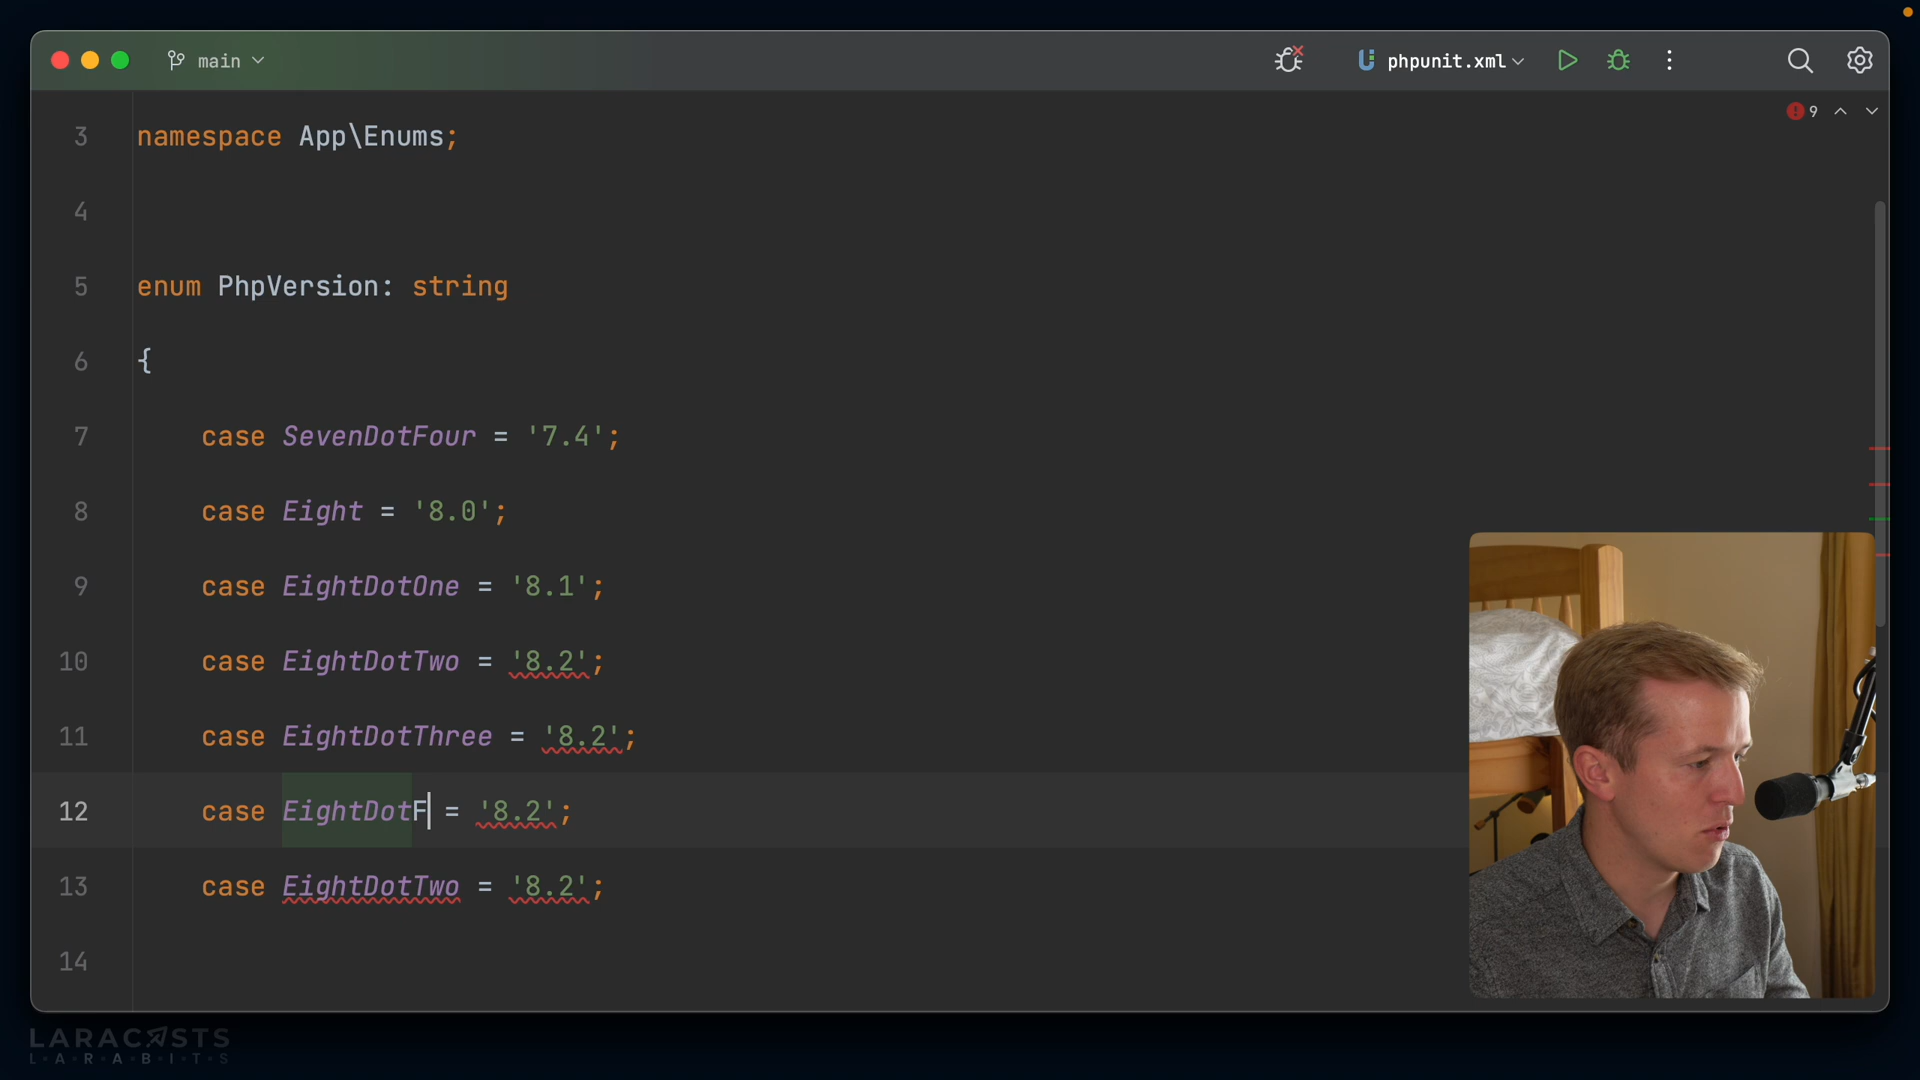 main
phpunit.xml
9
3 namespace App\Enums;
4
5 enum PhpVersion: string
6 {
7 case SevenDotFour = '7.4';
8 case Eight = '8.0';
9 case EightDotOne = '8.1';
10 case EightDotTwo = '8.2';
11 case EightDotThree = '8.2';
12 case EightDotF = '8.2';
13 case EightDotTwo = '8.2';
14
LARACASTS
L·A·R·A·B·I·T·S